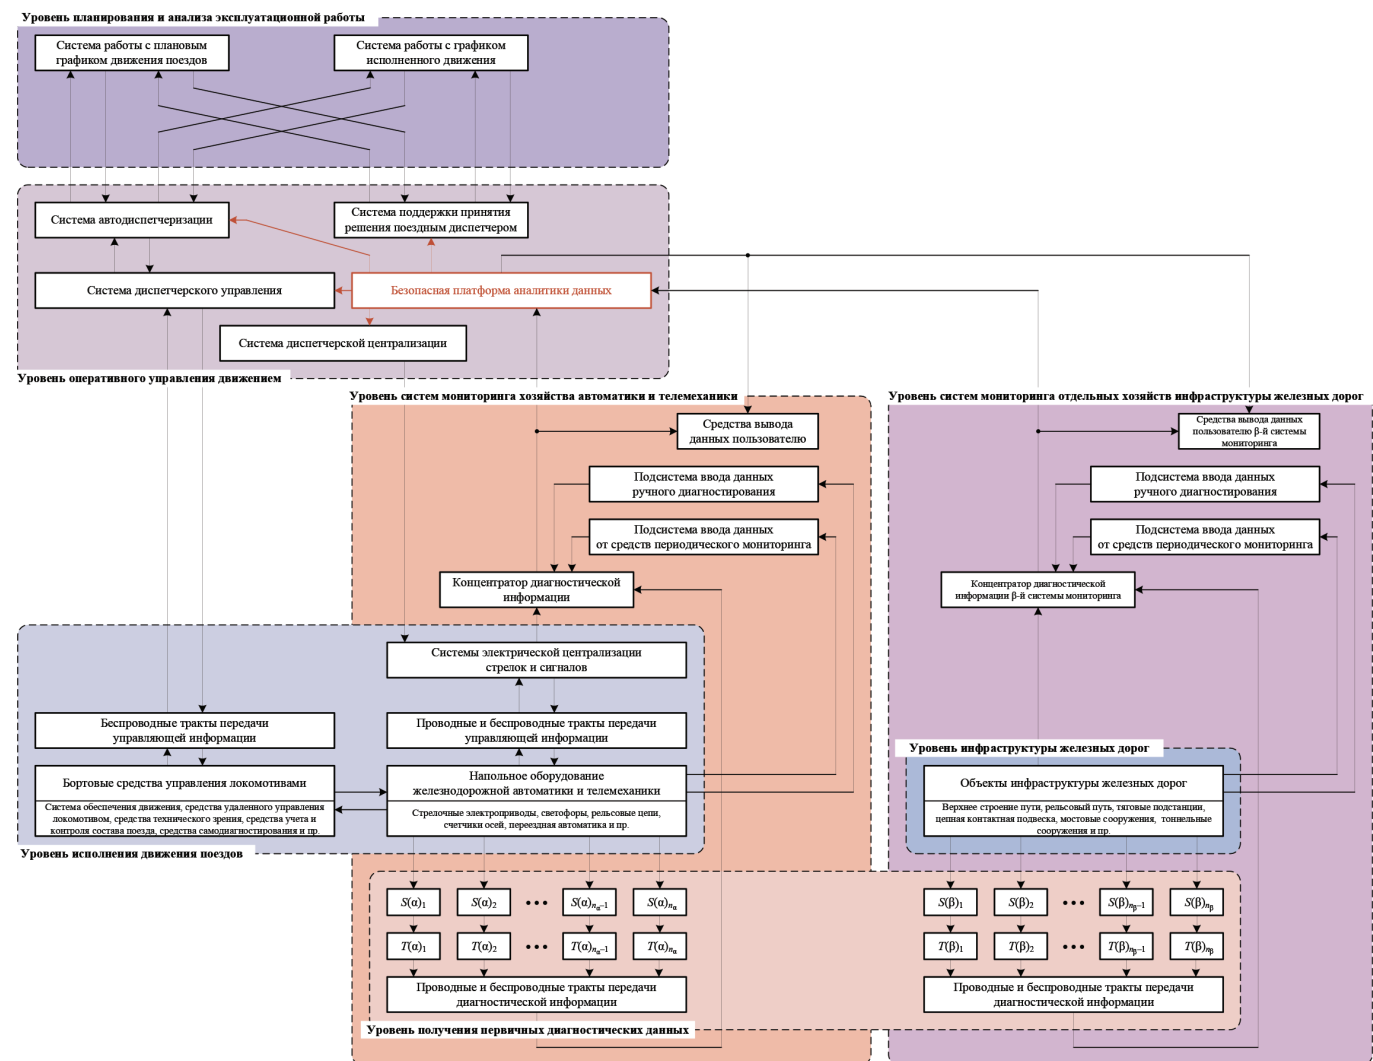 Уровень планирования и анализа эксплуатационной работы
Система работы с плановым
графиком движения поездов
Система работы с графиком
исполненного движения
Система автодиспетчеризации
Система поддержки принятия
решения поездным диспетчером
Система диспетчерского управления
Безопасная платформа аналитики данных
Система диспетчерской централизации
Уровень оперативного управления движением
Уровень систем мониторинга хозяйства автоматики и телемеханики
Средства вывода
данных пользователю
Подсистема ввода данных
ручного диагностирования
Подсистема ввода данных
от средств периодического мониторинга
Концентратор диагностической
информации
Уровень систем мониторинга отдельных хозяйств инфраструктуры железных дорог
Средства вывода данных
пользователю β-й системы
мониторинга
Подсистема ввода данных
ручного диагностирования
Подсистема ввода данных
от средств периодического мониторинга
Концентратор диагностической
информации β-й системы мониторинга
Системы электрической централизации
стрелок и сигналов
Беспроводные тракты передачи
управляющей информации
Проводные и беспроводные тракты передачи
управляющей информации
Бортовые средства управления локомотивами
Система обеспечения движения, средства удаленного управления
локомотивом, средства технического зрения, средства учета и
контроля состава поезда, средства самодиагностирования и пр.
Напольное оборудование
железнодорожной автоматики и телемеханики
Стрелочные электроприводы, светофоры, рельсовые цепи,
счетчики осей, переездная автоматика и пр.
Уровень исполнения движения поездов
Уровень инфраструктуры железных дорог
Объекты инфраструктуры железных дорог
Верхнее строение пути, рельсовый путь, тяговые подстанции,
цепная контактная подвеска, мостовые сооружения, тоннельные
сооружения и пр.
S(α)₁ S(α)₂ ••• S(α)nα–1 S(α)nα
T(α)₁ T(α)₂ ••• T(α)nα–1 T(α)nα
Проводные и беспроводные тракты передачи
диагностической информации
S(β)₁ S(β)₂ ••• S(β)nβ–1 S(β)nβ
T(β)₁ T(β)₂ ••• T(β)nβ–1 T(β)nβ
Проводные и беспроводные тракты передачи
диагностической информации
Уровень получения первичных диагностических данных